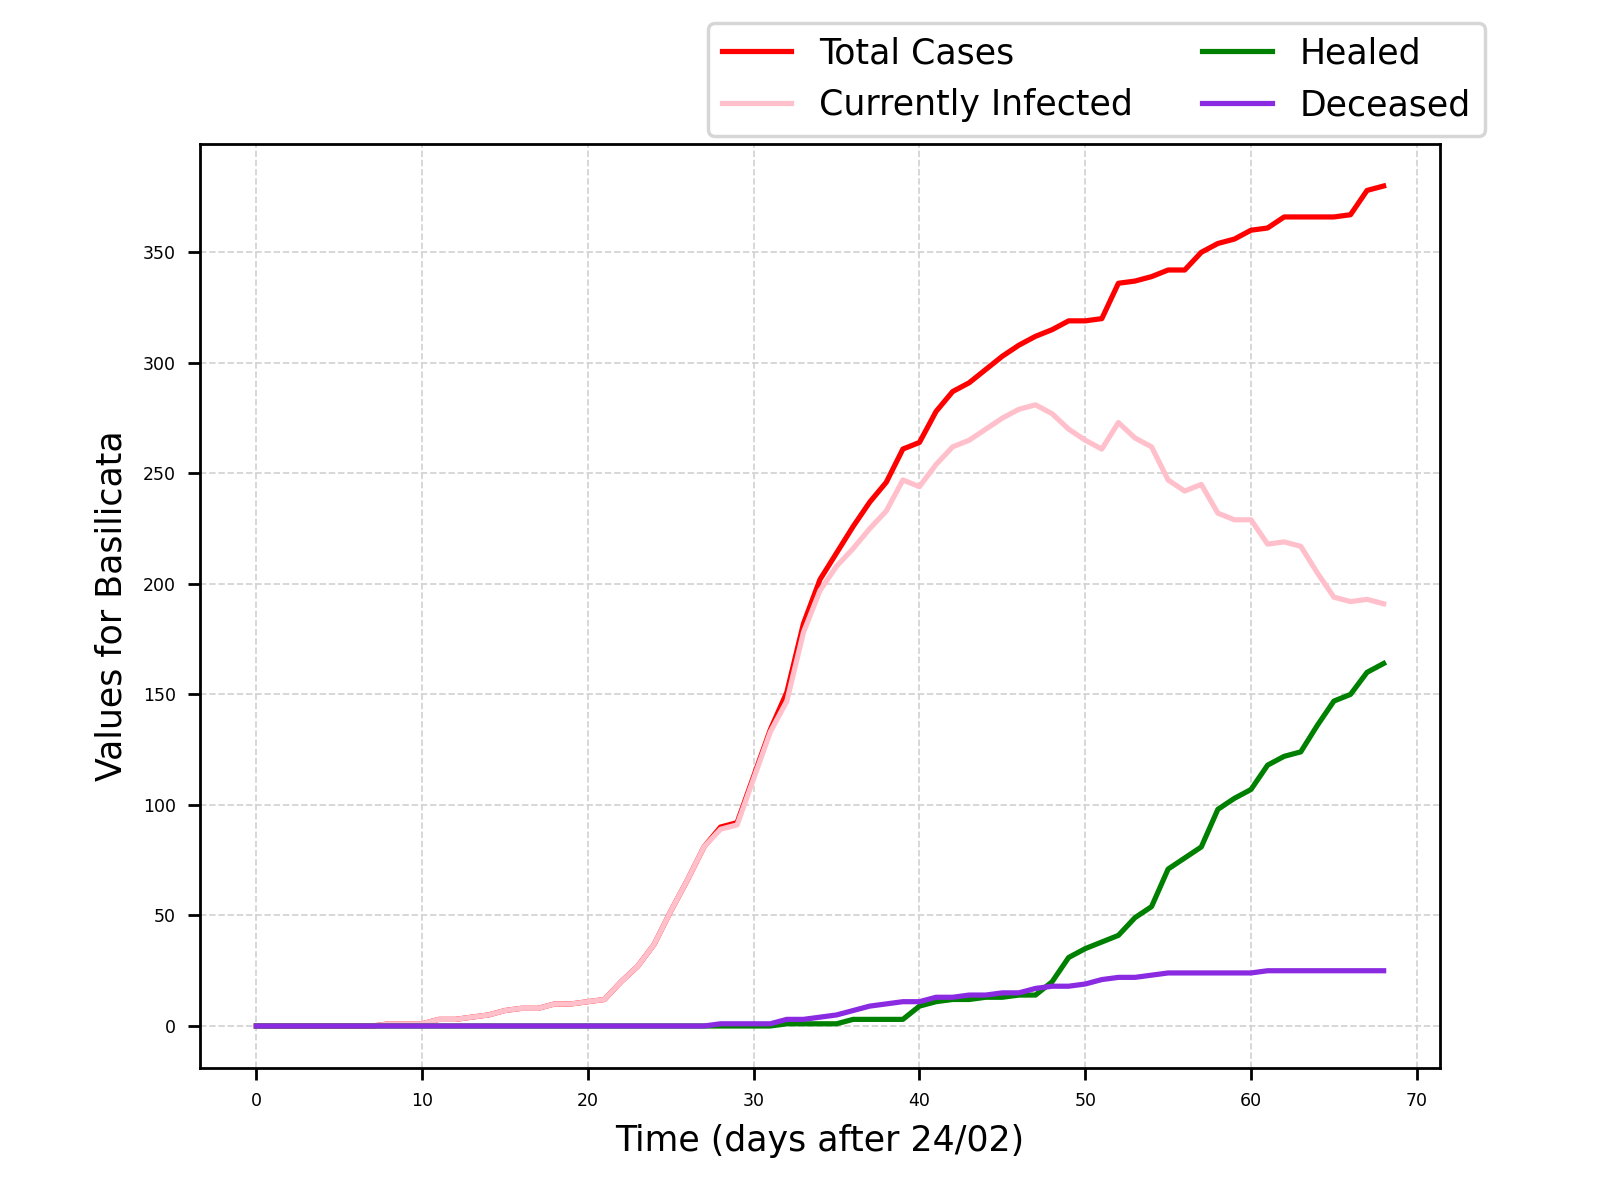 Total Cases
Currently Infected
Healed
Deceased
Values for Basilicata
350
300
250
200
150
100
50
0
0 10 20 30 40 50 60 70
Time (days after 24/02)